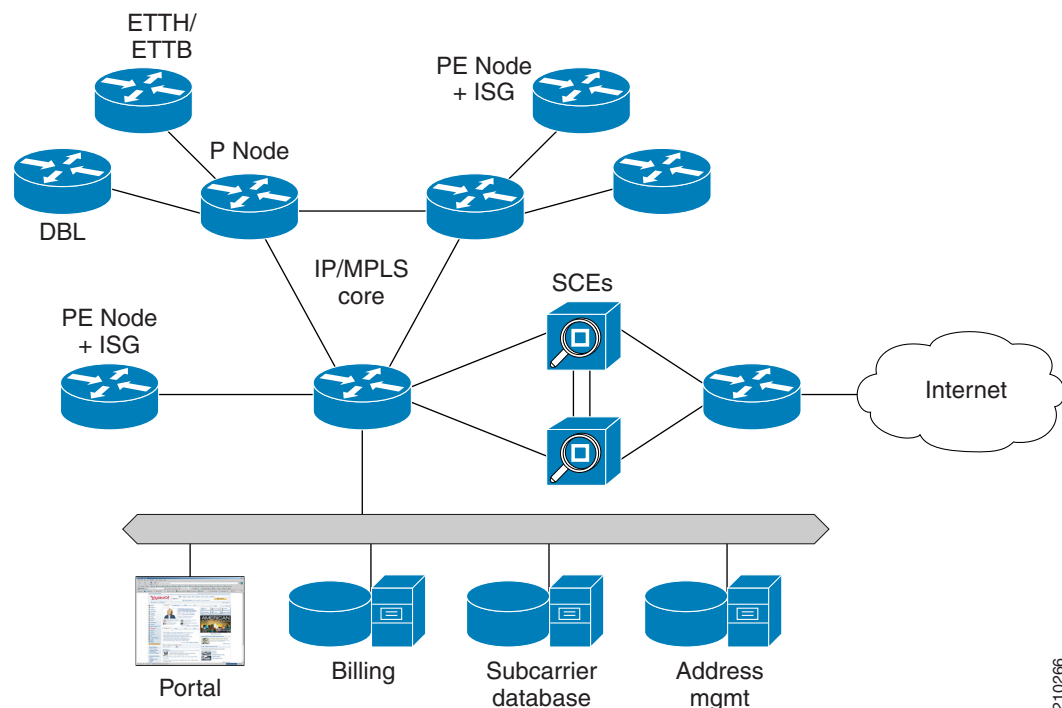 ETTH/
ETTB
PE Node
+ ISG
P Node
DBL
IP/MPLS
core
SCEs
PE Node
+ ISG
Internet
Portal
Billing
Subcarrier
database
Address
mgmt
210266